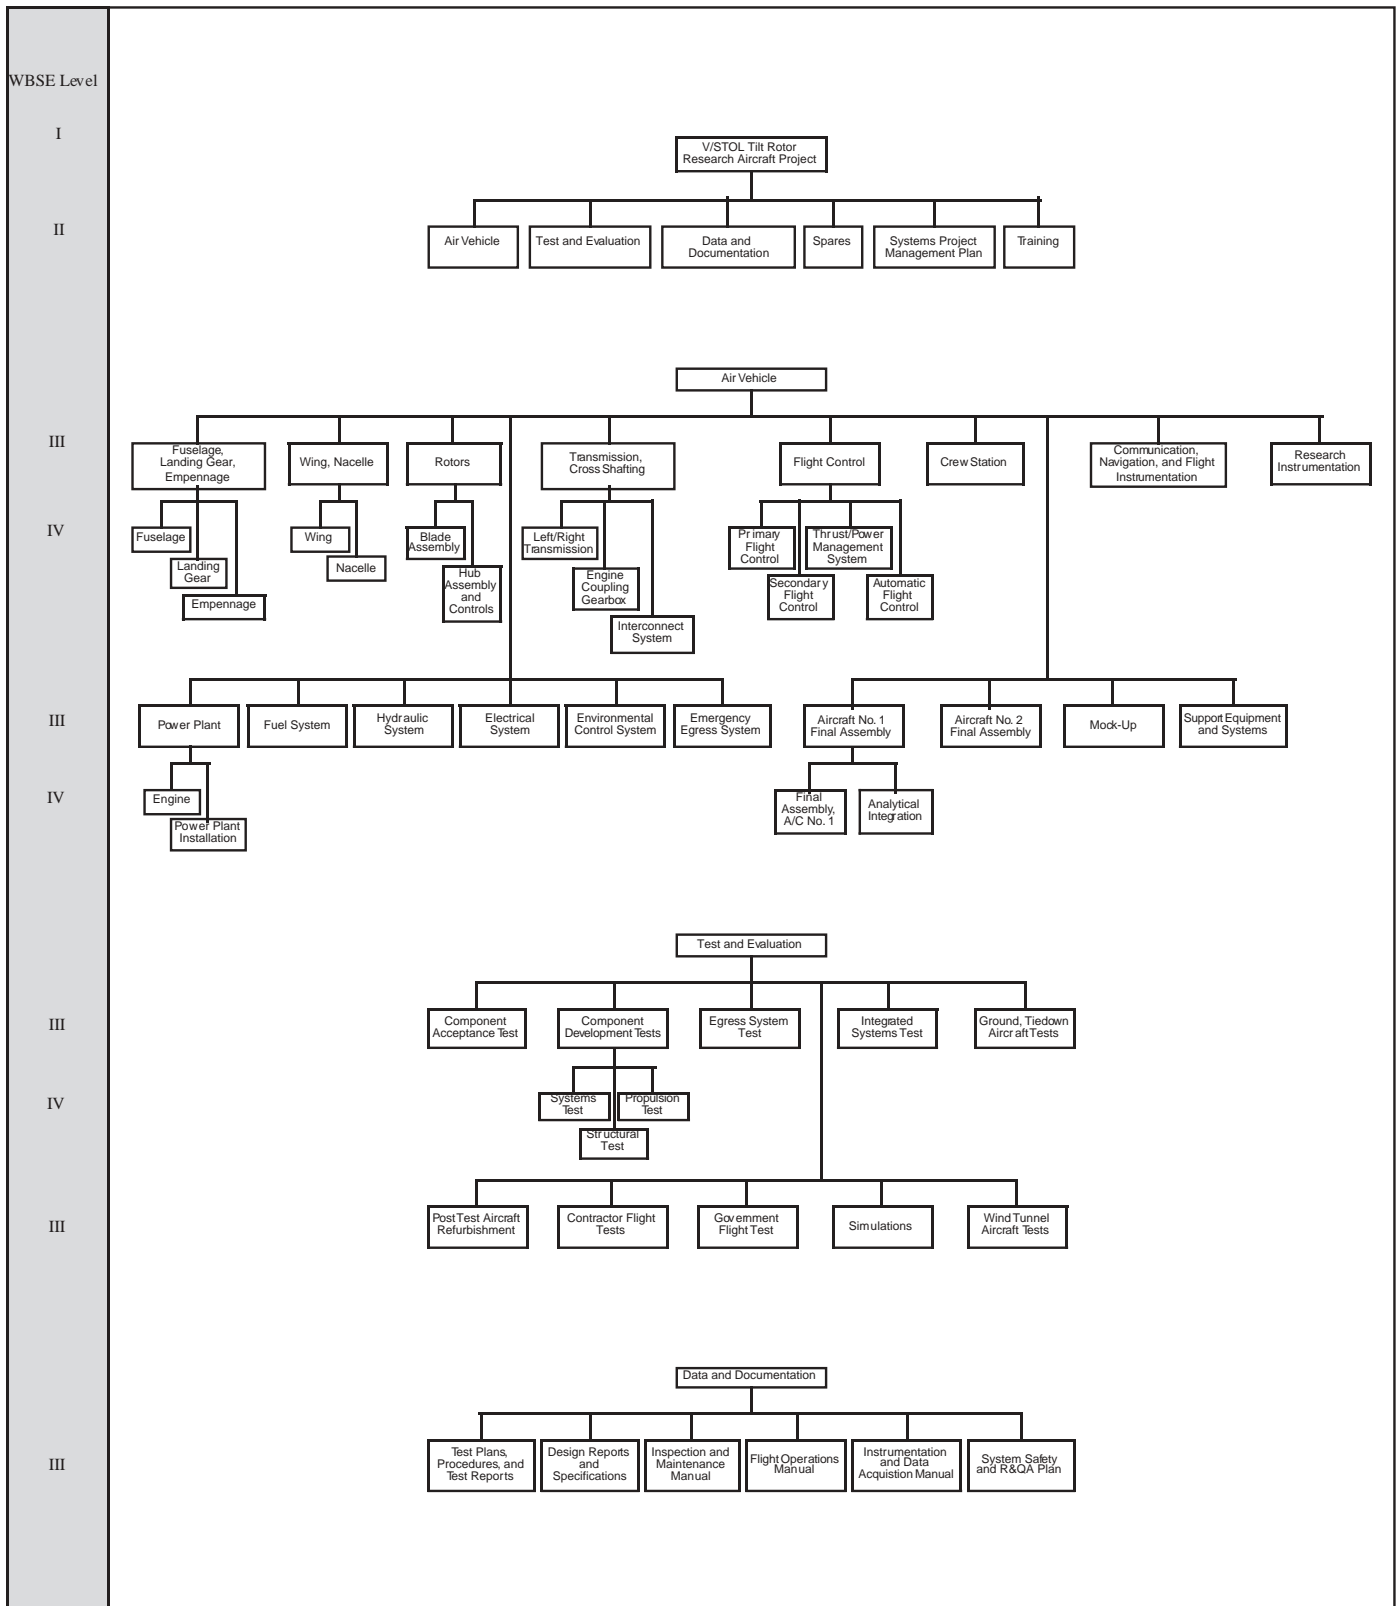 WBSE Level
I
V/STOL Tilt Rotor
Research Aircraft Project
II
Air Vehicle
Test and Evaluation
Data and
Documentation
Spares
Systems Project
Management Plan
Training
Air Vehicle
III
Fuselage,
Landing Gear,
Empennage
Wing, Nacelle
Rotors
Transmission,
Cross Shafting
Flight Control
Crew Station
Communication,
Navigation, and Flight
Instrumentation
Research
Instrumentation
IV
Fuselage
Landing
Gear
Empennage
Wing
Nacelle
Blade
Assembly
Hub
Assembly
and
Controls
Left/Right
Transmission
Engine
Coupling
Gearbox
Interconnect
System
Primary
Flight
Control
Secondary
Flight
Control
Thrust/Power
Management
System
Automatic
Flight
Control
III
Power Plant
Fuel System
Hydraulic
System
Electrical
System
Environmental
Control System
Emergency
Egress System
Aircraft No. 1
Final Assembly
Aircraft No. 2
Final Assembly
Mock-Up
Support Equipment
and Systems
IV
Engine
Power Plant
Installation
Final
Assembly,
A/C No. 1
Analytical
Integration
Test and Evaluation
III
Component
Acceptance Test
Component
Development Tests
Egress System
Test
Integrated
Systems Test
Ground, Tiedown
Aircraft Tests
IV
Systems
Test
Propulsion
Test
Structural
Test
III
Post Test Aircraft
Refurbishment
Contractor Flight
Tests
Government
Flight Test
Simulations
Wind Tunnel
Aircraft Tests
Data and Documentation
III
Test Plans,
Procedures, and
Test Reports
Design Reports
and
Specifications
Inspection and
Maintenance
Manual
Flight Operations
Manual
Instrumentation
and Data
Acquistion Manual
System Safety
and R&QA Plan